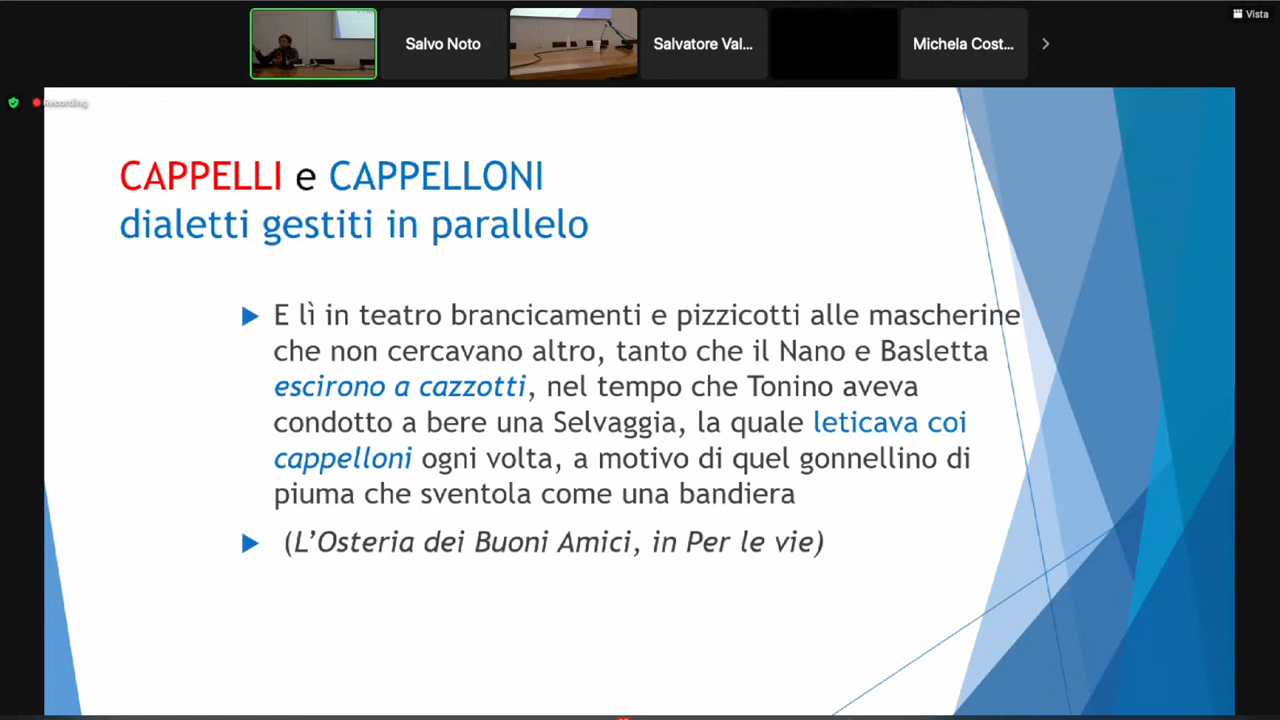 Vista
Salvo Noto
Salvatore Val...
Michela Cost...
Recording
CAPPELLI e CAPPELLONI
dialetti gestiti in parallelo
E lì in teatro brancicamenti e pizzicotti alle mascherine
che non cercavano altro, tanto che il Nano e Basletta
escirono a cazzotti, nel tempo che Tonino aveva
condotto a bere una Selvaggia, la quale leticava coi
cappelloni ogni volta, a motivo di quel gonnellino di
piuma che sventola come una bandiera
(L’Osteria dei Buoni Amici, in Per le vie)